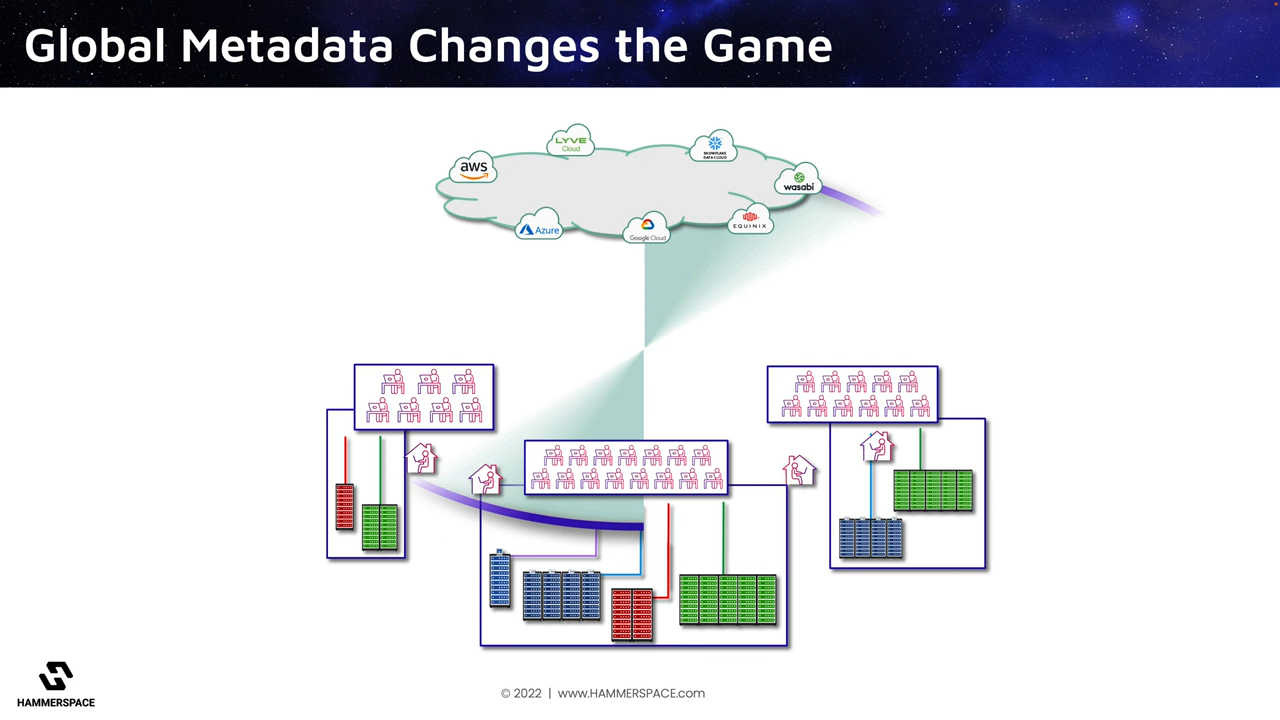 Global Metadata Changes the Game
LYVE
Cloud
SNOWFLAKE
DATA CLOUD
aws
wasabi
Azure
Google Cloud
EQUINIX
HAMMERSPACE
© 2022 | www.HAMMERSPACE.com